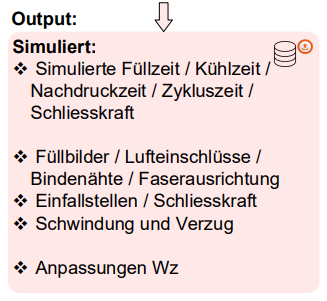 Output:
Simuliert:
❖ Simulierte Füllzeit / Kühlzeit /
Nachdruckzeit / Zykluszeit /
Schliesskraft
❖ Füllbilder / Lufteinschlüsse /
Bindenähte / Faserausrichtung
❖ Einfallstellen / Schliesskraft
❖ Schwindung und Verzug
❖ Anpassungen Wz